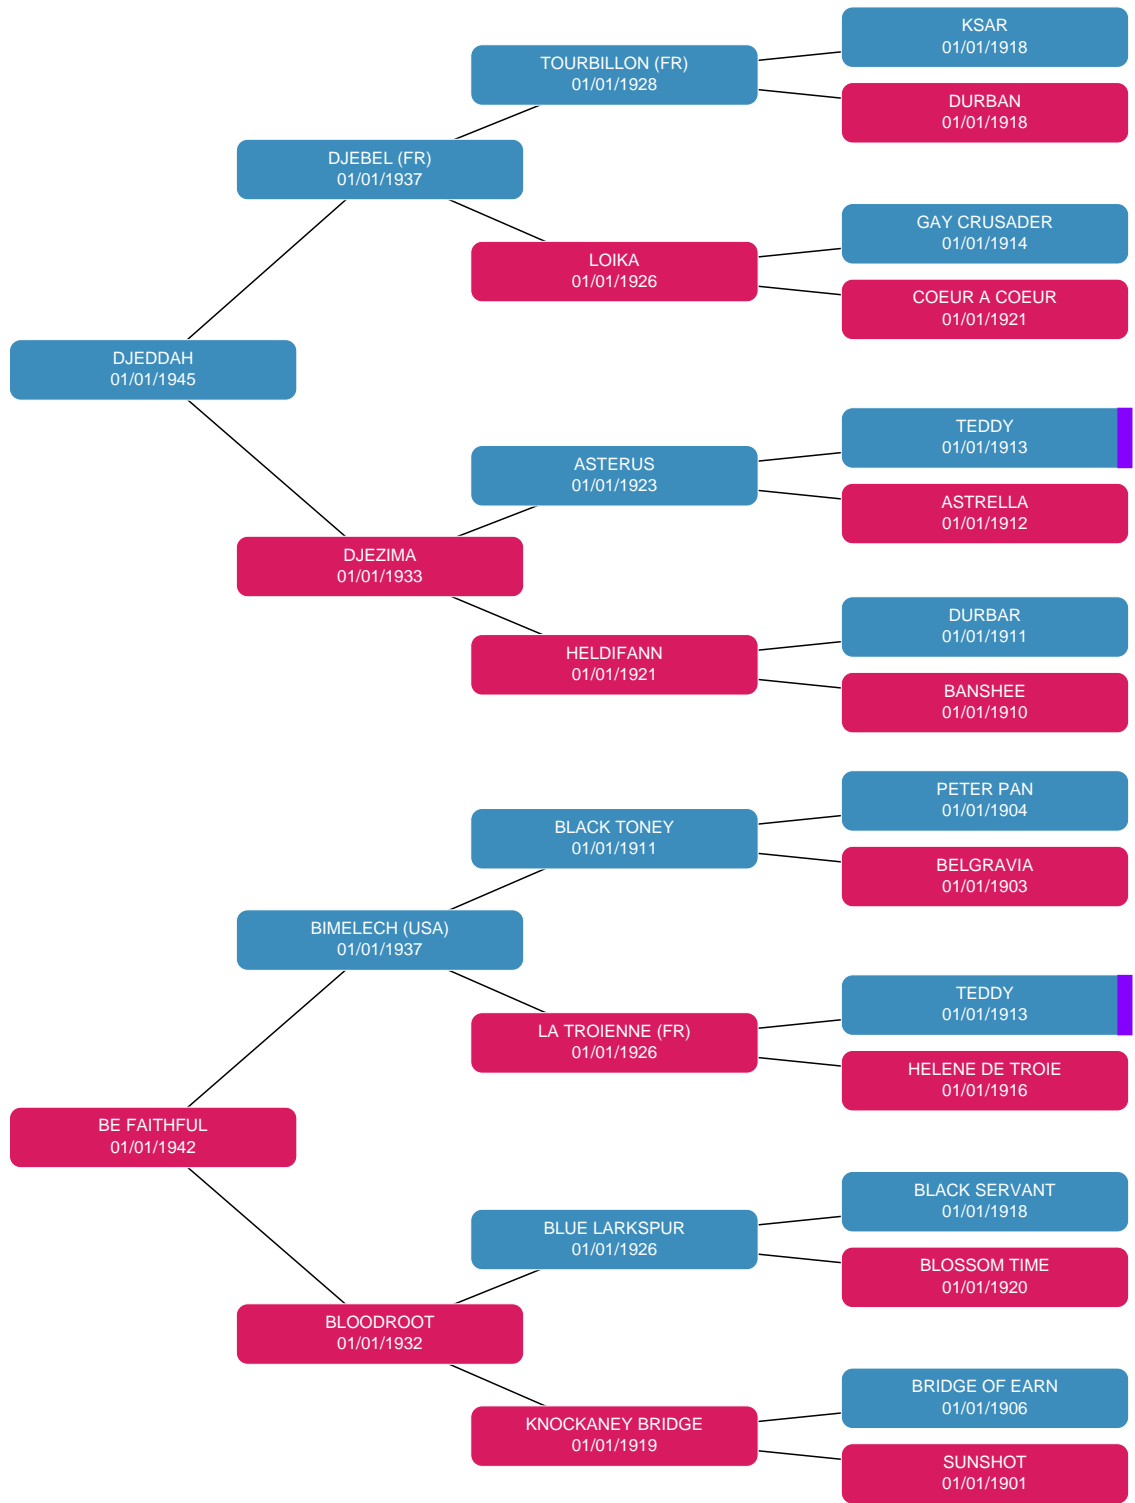 KSAR
01/01/1918
TOURBILLON (FR)
01/01/1928
DURBAN
01/01/1918
DJEBEL (FR)
01/01/1937
GAY CRUSADER
01/01/1914
LOIKA
01/01/1926
COEUR A COEUR
01/01/1921
DJEDDAH
01/01/1945
TEDDY
01/01/1913
ASTERUS
01/01/1923
ASTRELLA
01/01/1912
DJEZIMA
01/01/1933
DURBAR
01/01/1911
HELDIFANN
01/01/1921
BANSHEE
01/01/1910
PETER PAN
01/01/1904
BLACK TONEY
01/01/1911
BELGRAVIA
01/01/1903
BIMELECH (USA)
01/01/1937
TEDDY
01/01/1913
LA TROIENNE (FR)
01/01/1926
HELENE DE TROIE
01/01/1916
BE FAITHFUL
01/01/1942
BLACK SERVANT
01/01/1918
BLUE LARKSPUR
01/01/1926
BLOSSOM TIME
01/01/1920
BLOODROOT
01/01/1932
BRIDGE OF EARN
01/01/1906
KNOCKANEY BRIDGE
01/01/1919
SUNSHOT
01/01/1901